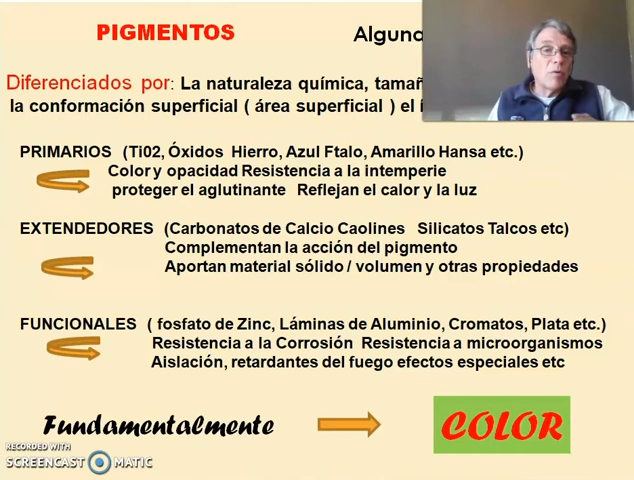 PIGMENTOS Alguna
Diferenciados por: La naturaleza química, tamañ
la conformación superficial ( área superficial ) el
PRIMARIOS (Ti02, Óxidos Hierro, Azul Ftalo, Amarillo Hansa etc.)
Color y opacidad Resistencia a la intemperie
proteger el aglutinante Reflejan el calor y la luz
EXTENDEDORES (Carbonatos de Calcio Caolines Silicatos Talcos etc)
Complementan la acción del pigmento
Aportan material sólido / volumen y otras propiedades
FUNCIONALES ( fosfato de Zinc, Láminas de Aluminio, Cromatos, Plata etc.)
Resistencia a la Corrosión Resistencia a microorganismos
Aislación, retardantes del fuego efectos especiales etc
Fundamentalmente COLOR
RECORDED WITH
SCREENCAST MATIC